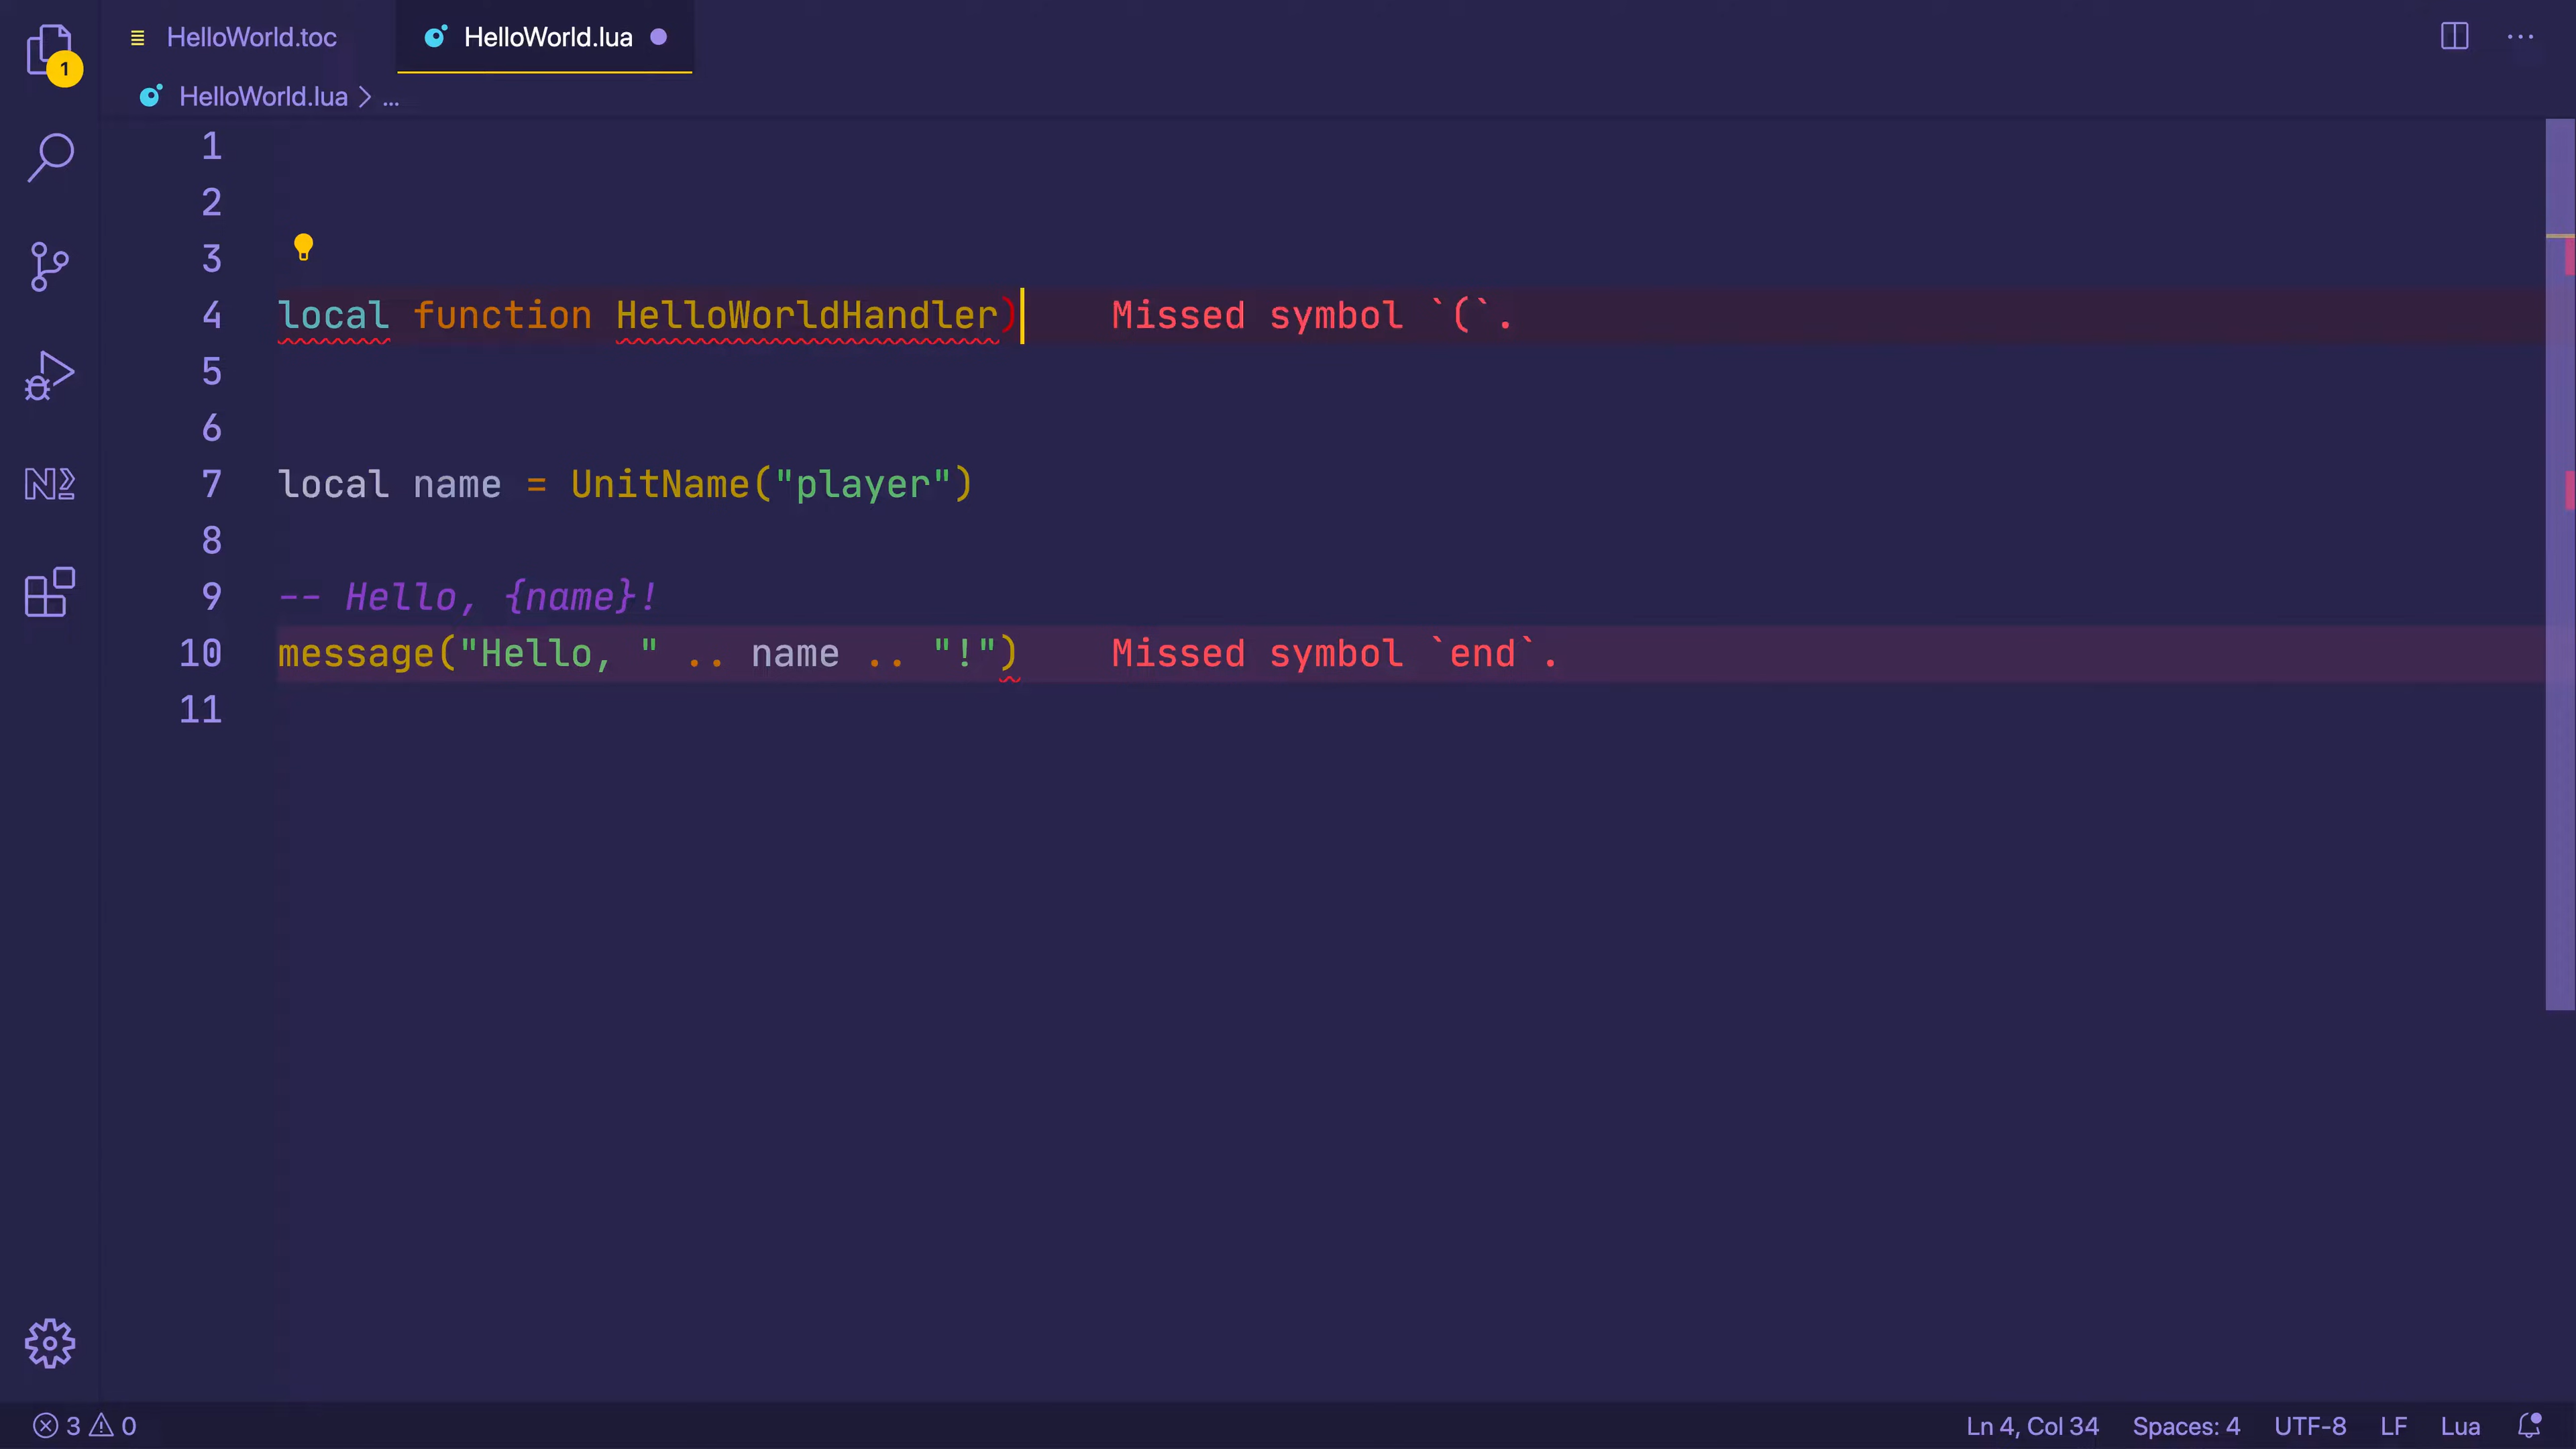 HelloWorld.toc
HelloWorld.lua
1
HelloWorld.lua > ...
1
2
3
4 local function HelloWorldHandler) Missed symbol `(`.
5
6
7 local name = UnitName("player")
8
9 -- Hello, {name}!
10 message("Hello, " .. name .. "!") Missed symbol `end`.
11
3 0 Ln 4, Col 34 Spaces: 4 UTF-8 LF Lua